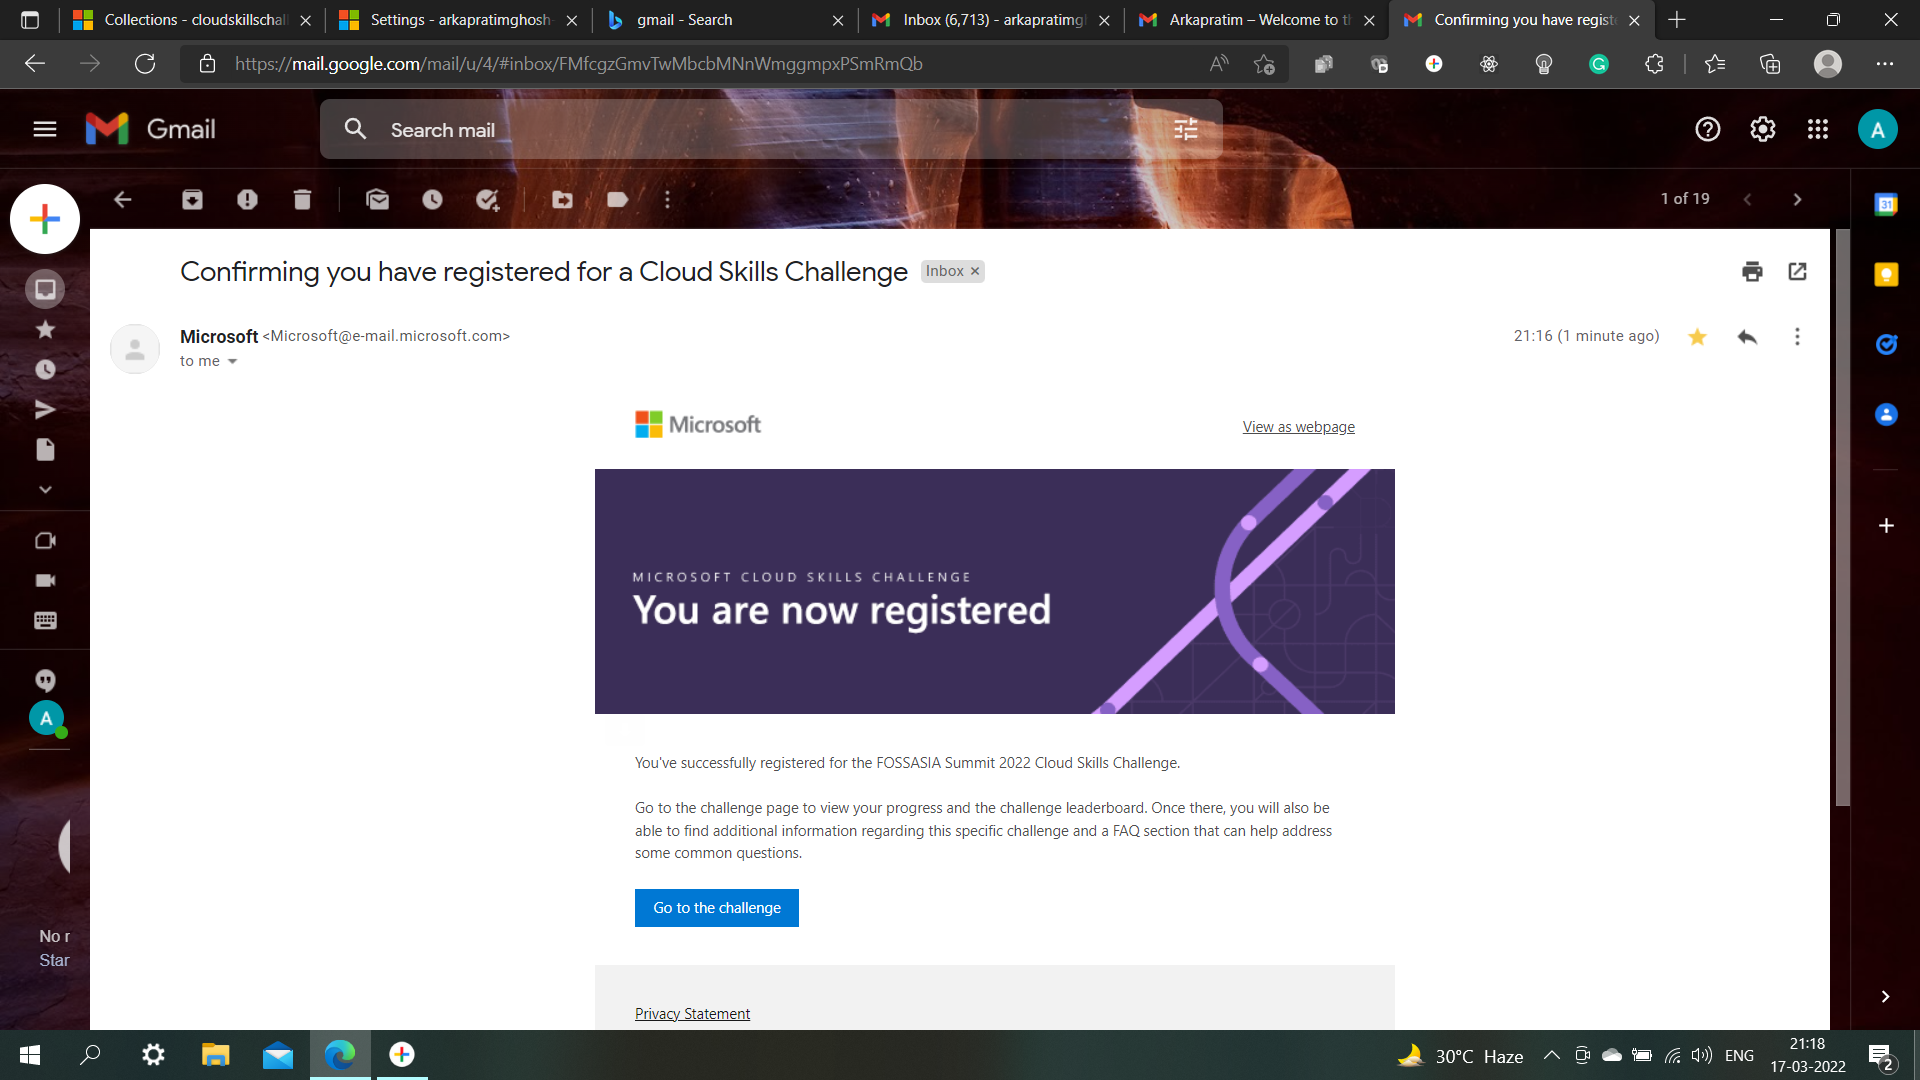 Collections - cloudskillschall
Settings - arkapratimghosh-
gmail - Search
Inbox (6,713) - arkapratimgh
Arkapratim – Welcome to th
Confirming you have registe
https://mail.google.com/mail/u/4/#inbox/FMfcgzGmvTwMbcbMNnWmggmpxPSmRmQb
Gmail
Search mail
A
1 of 19
Confirming you have registered for a Cloud Skills Challenge
Inbox ×
Microsoft <Microsoft@e-mail.microsoft.com>
21:16 (1 minute ago)
to me
Microsoft
View as webpage
MICROSOFT CLOUD SKILLS CHALLENGE
You are now registered
A
You've successfully registered for the FOSSASIA Summit 2022 Cloud Skills Challenge.
Go to the challenge page to view your progress and the challenge leaderboard. Once there, you will also be
able to find additional information regarding this specific challenge and a FAQ section that can help address
some common questions.
Go to the challenge
No r
Star
Privacy Statement
30°C Haze
ENG
21:18
17-03-2022
2
31